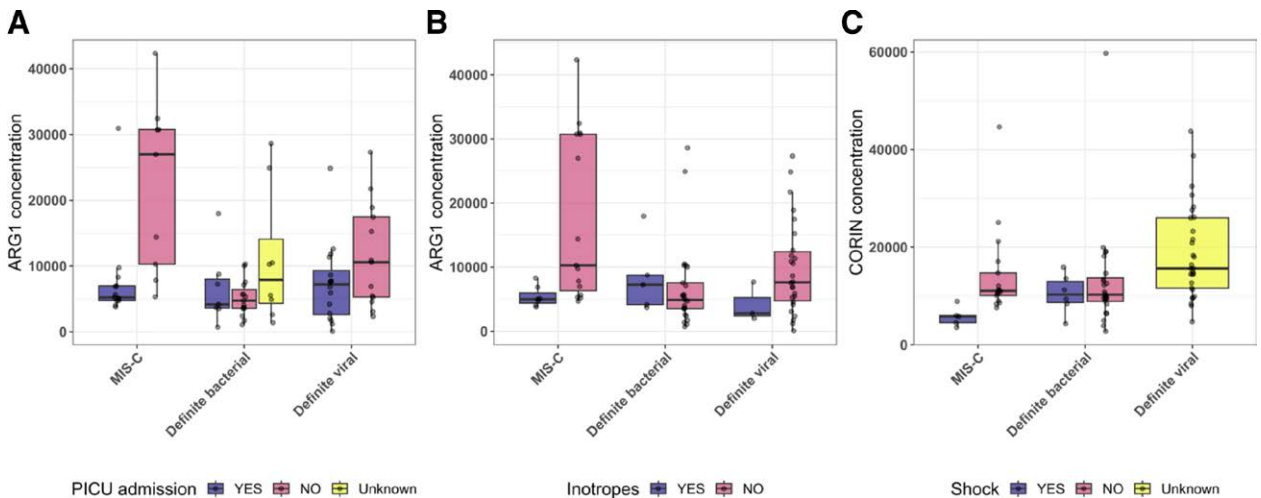 A
B
C
ARG1 concentration
40000
30000
20000
10000
0
MIS-C
Definite bacterial
Definite viral
PICU admission YES NO Unknown
ARG1 concentration
40000
30000
20000
10000
0
MIS-C
Definite bacterial
Definite viral
Inotropes YES NO
CORIN concentration
60000
40000
20000
0
MIS-C
Definite bacterial
Definite viral
Shock YES NO Unknown